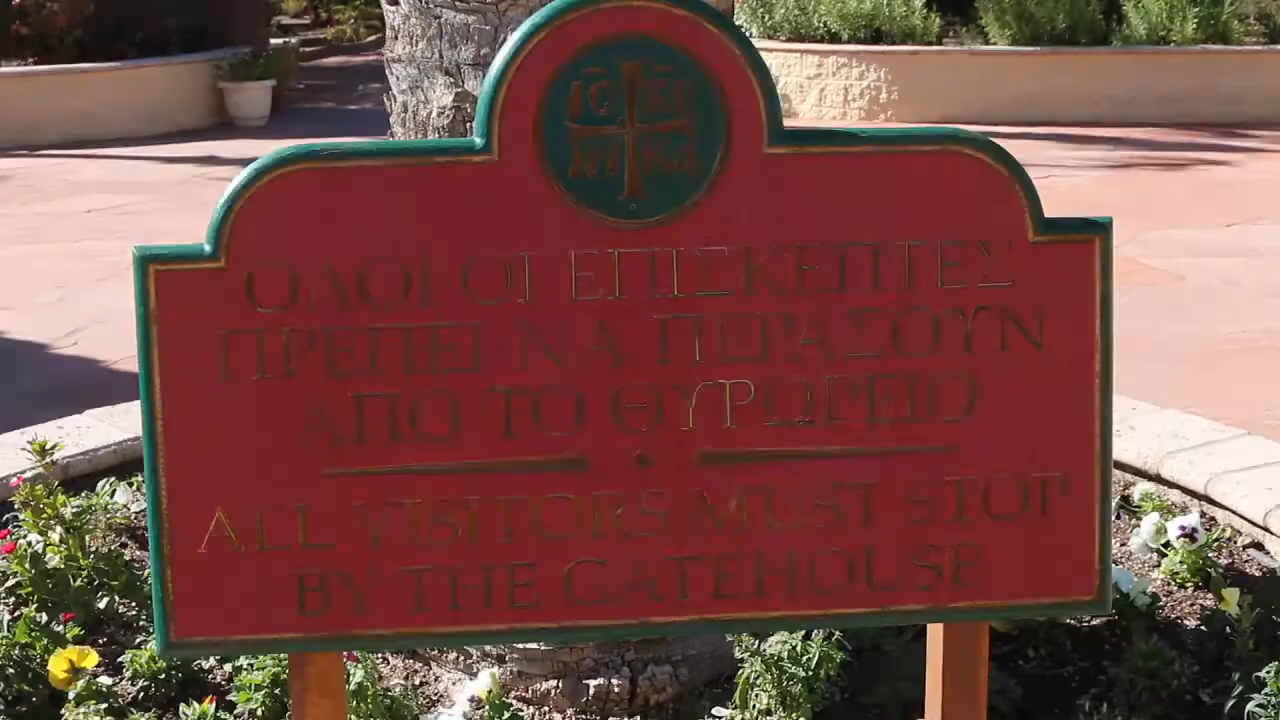 IC XC
NI KA
ΟΛΟΙ ΟΙ ΕΠΙΣΚΕΠΤΕΣ
ΠΡΕΠΕΙ ΝΑ ΠΕΡΑΣΟΥΝ
ΑΠΟ ΤΟ ΘΥΡΩΡΕΙΟ
ALL VISITORS MUST STOP
BY THE GATEHOUSE